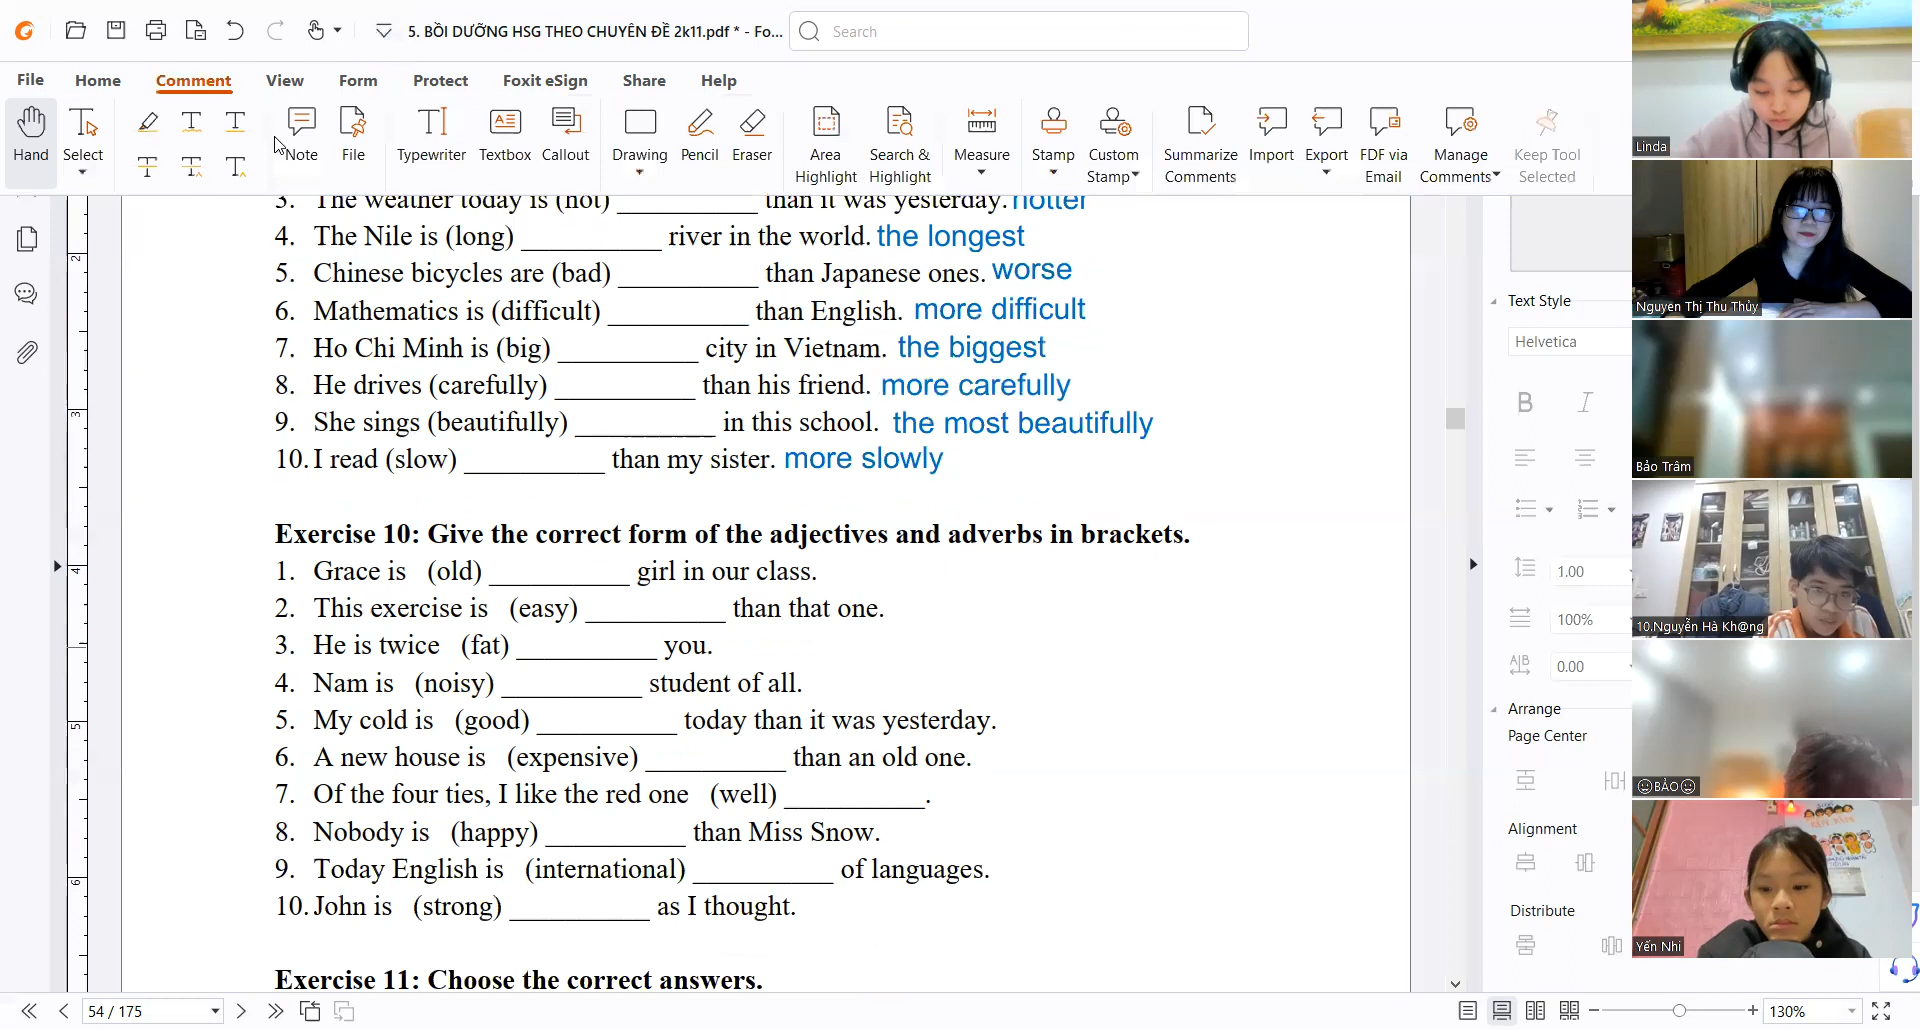 5. BỒI DƯỠNG HSG THEO CHUYÊN ĐỀ 2k11.pdf * - Fo...
Search
File
Home
Comment
View
Form
Protect
Foxit eSign
Share
Help
Hand
Select
Note
File
Typewriter
Textbox
Callout
Drawing
Pencil
Eraser
Area Highlight
Search & Highlight
Measure
Stamp
Custom Stamp
Summarize Comments
Import
Export
FDF via Email
Manage Comments
Keep Tool Selected
3. The weather today is (hot) __________ than it was yesterday. hotter
4. The Nile is (long) __________ river in the world. the longest
5. Chinese bicycles are (bad) __________ than Japanese ones. worse
6. Mathematics is (difficult) __________ than English. more difficult
7. Ho Chi Minh is (big) __________ city in Vietnam. the biggest
8. He drives (carefully) __________ than his friend. more carefully
9. She sings (beautifully) __________ in this school. the most beautifully
10. I read (slow) __________ than my sister. more slowly
Exercise 10: Give the correct form of the adjectives and adverbs in brackets.
1. Grace is (old) __________ girl in our class.
2. This exercise is (easy) __________ than that one.
3. He is twice (fat) __________ you.
4. Nam is (noisy) __________ student of all.
5. My cold is (good) __________ today than it was yesterday.
6. A new house is (expensive) __________ than an old one.
7. Of the four ties, I like the red one (well) __________.
8. Nobody is (happy) __________ than Miss Snow.
9. Today English is (international) __________ of languages.
10. John is (strong) __________ as I thought.
Exercise 11: Choose the correct answers.
2
3
4
5
6
Text Style
Helvetica
B
I
1.00
100%
0.00
Arrange
Page Center
Alignment
Distribute
Linda
Nguyễn Thị Thu Thủy
Bảo Trâm
10.Nguyễn Hà Kh@ng
BẢO
Yến Nhi
54 / 175
130%